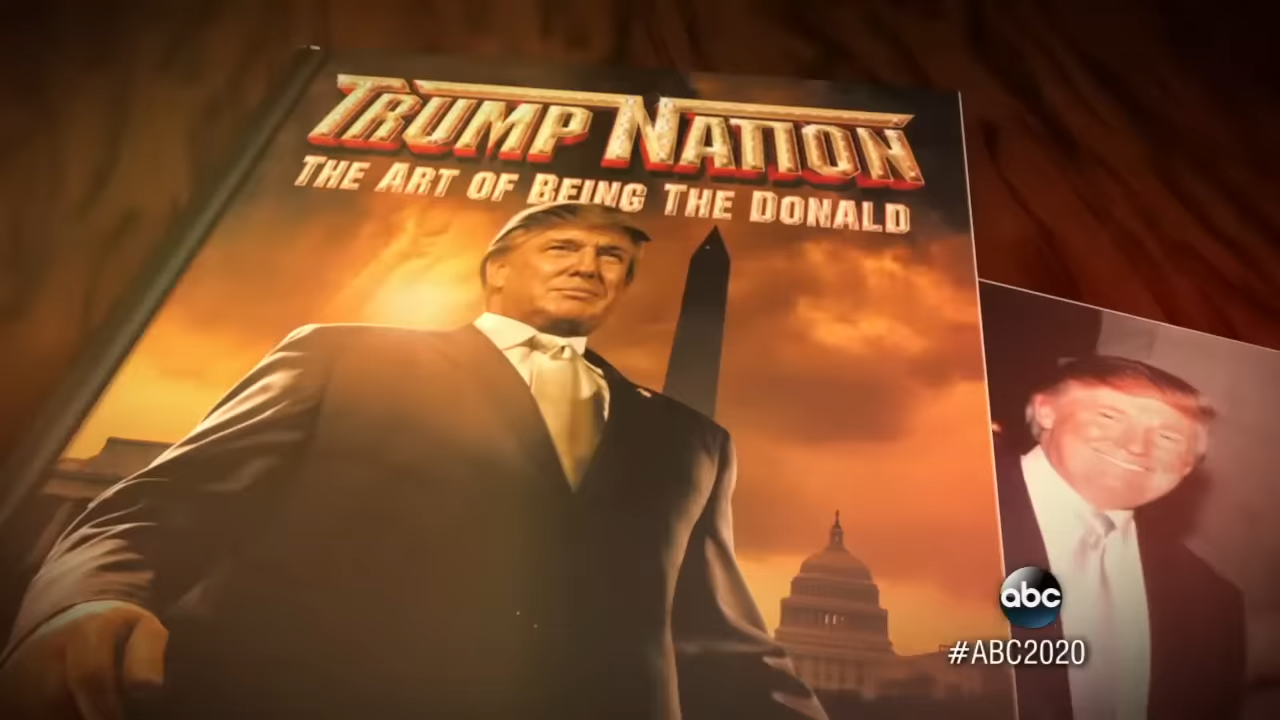 TRUMP NATION
THE ART OF BEING THE DONALD
abc
#ABC2020